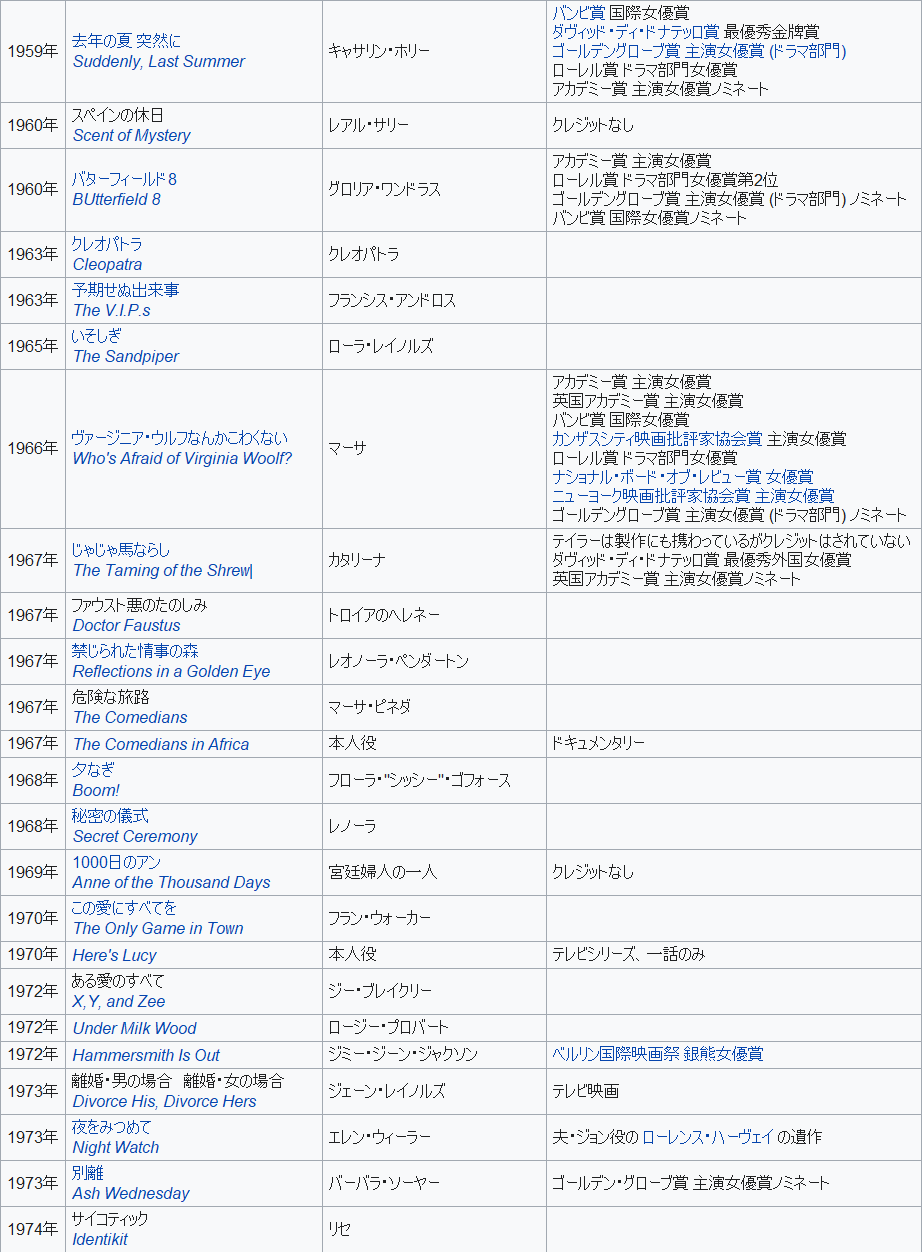 1959年
去年の夏 突然に
Suddenly, Last Summer
キャサリン・ホリー
バンビ賞 国際女優賞
ダヴィッド・ディ・ドナテッロ賞 最優秀金牌賞
ゴールデングローブ賞 主演女優賞 (ドラマ部門)
ローレル賞 ドラマ部門女優賞
アカデミー賞 主演女優賞ノミネート
1960年
スペインの休日
Scent of Mystery
レアル・サリー
クレジットなし
1960年
バターフィールド8
BUtterfield 8
グロリア・ワンドラス
アカデミー賞 主演女優賞
ローレル賞 ドラマ部門女優賞第2位
ゴールデングローブ賞 主演女優賞 (ドラマ部門) ノミネート
バンビ賞 国際女優賞ノミネート
1963年
クレオパトラ
Cleopatra
クレオパトラ
1963年
予期せぬ出来事
The V.I.P.s
フランシス・アンドロス
1965年
いそしぎ
The Sandpiper
ローラ・レイノルズ
1966年
ヴァージニア・ウルフなんかこわくない
Who's Afraid of Virginia Woolf?
マーサ
アカデミー賞 主演女優賞
英国アカデミー賞 主演女優賞
バンビ賞 国際女優賞
カンザスシティ映画批評家協会賞 主演女優賞
ローレル賞 ドラマ部門女優賞
ナショナル・ボード・オブ・レビュー賞 女優賞
ニューヨーク映画批評家協会賞 主演女優賞
ゴールデングローブ賞 主演女優賞 (ドラマ部門) ノミネート
1967年
じゃじゃ馬ならし
The Taming of the Shrew|
カタリーナ
テイラーは製作にも携わっているがクレジットはされていない
ダヴィッド・ディ・ドナテッロ賞 最優秀外国女優賞
英国アカデミー賞 主演女優賞ノミネート
1967年
ファウスト悪のたのしみ
Doctor Faustus
トロイアのヘレネー
1967年
禁じられた情事の森
Reflections in a Golden Eye
レオノーラ・ペンダートン
1967年
危険な旅路
The Comedians
マーサ・ピネダ
1967年
The Comedians in Africa
本人役
ドキュメンタリー
1968年
夕なぎ
Boom!
フローラ・"シッシー"・ゴフォース
1968年
秘密の儀式
Secret Ceremony
レノーラ
1969年
1000日のアン
Anne of the Thousand Days
宮廷婦人の一人
クレジットなし
1970年
この愛にすべてを
The Only Game in Town
フラン・ウォーカー
1970年
Here's Lucy
本人役
テレビシリーズ、一話のみ
1972年
ある愛のすべて
X,Y, and Zee
ジー・ブレイクリー
1972年
Under Milk Wood
ロージー・プロバート
1972年
Hammersmith Is Out
ジミー・ジーン・ジャクソン
ベルリン国際映画祭 銀熊女優賞
1973年
離婚・男の場合　離婚・女の場合
Divorce His, Divorce Hers
ジェーン・レイノルズ
テレビ映画
1973年
夜をみつめて
Night Watch
エレン・ウィーラー
夫・ジョン役の ローレンス・ハーヴェイ の遺作
1973年
別離
Ash Wednesday
バーバラ・ソーヤー
ゴールデン・グローブ賞 主演女優賞ノミネート
1974年
サイコティック
Identikit
リセ